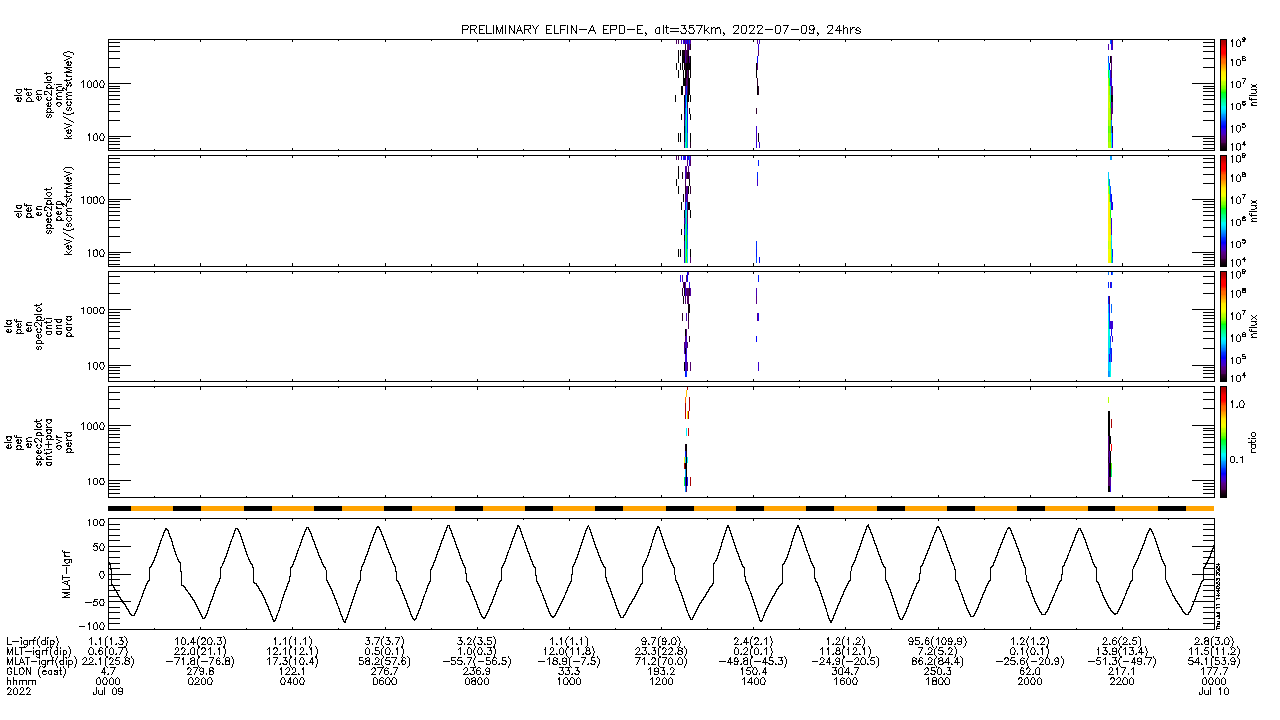 PRELIMINARY ELFIN-A EPD-E, alt=357km, 2022-07-09, 24hrs
ela
pef
en
spec2plot
omni
keV/(scm²strMeV)
1000
100
10⁹
10⁸
10⁷
10⁶
10⁵
10⁴
nflux
ela
pef
en
spec2plot
perp
keV/(scm²strMeV)
1000
100
10⁹
10⁸
10⁷
10⁶
10⁵
10⁴
nflux
ela
pef
en
spec2plot
anti
and
para
1000
100
10⁹
10⁸
10⁷
10⁶
10⁵
10⁴
nflux
ela
pef
en
spec2plot
anti+para
ovr
perd
1000
100
1.0
0.1
ratio
MLAT-igrf
100
50
0
-50
-100
L-igrf(dip) 1.1(1.3) 10.4(20.3) 1.1(1.1) 3.7(3.7) 3.2(3.5) 1.1(1.1) 9.7(9.0) 2.4(2.1) 1.2(1.2) 95.6(109.9) 1.2(1.2) 2.6(2.5) 2.8(3.0)
MLT-igrf(dip) 0.6(0.7) 22.0(21.1) 12.1(12.1) 0.5(0.1) 1.0(0.3) 12.0(11.8) 23.3(22.8) 0.2(0.1) 11.8(12.1) 7.2(5.2) 0.1(0.1) 13.9(13.4) 11.5(11.2)
MLAT-igrf(dip) 22.1(25.8) -71.8(-76.8) 17.3(10.4) 58.2(57.6) -55.7(-56.5) -18.9(-7.5) 71.2(70.0) -49.8(-45.3) -24.9(-20.5) 86.2(84.4) -25.6(-20.9) -51.3(-49.7) 54.1(53.9)
GLON (east) 4.7 279.8 122.1 276.7 236.9 33.3 193.2 150.4 304.7 250.3 62.0 217.1 177.7
hhmm 0000 0200 0400 0600 0800 1000 1200 1400 1600 1800 2000 2200 0000
2022 Jul 09 Jul 10